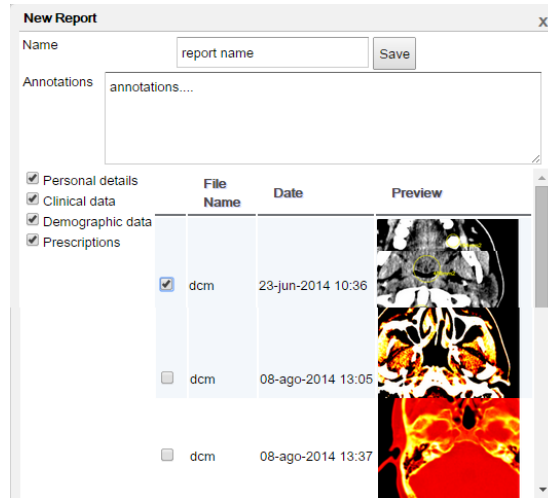 New Report x
Name report name Save
Annotations annotations....
Personal details
Clinical data
Demographic data
Prescriptions
File Name Date Preview
dcm 23-jun-2014 10:36
dcm 08-ago-2014 13:05
dcm 08-ago-2014 13:37